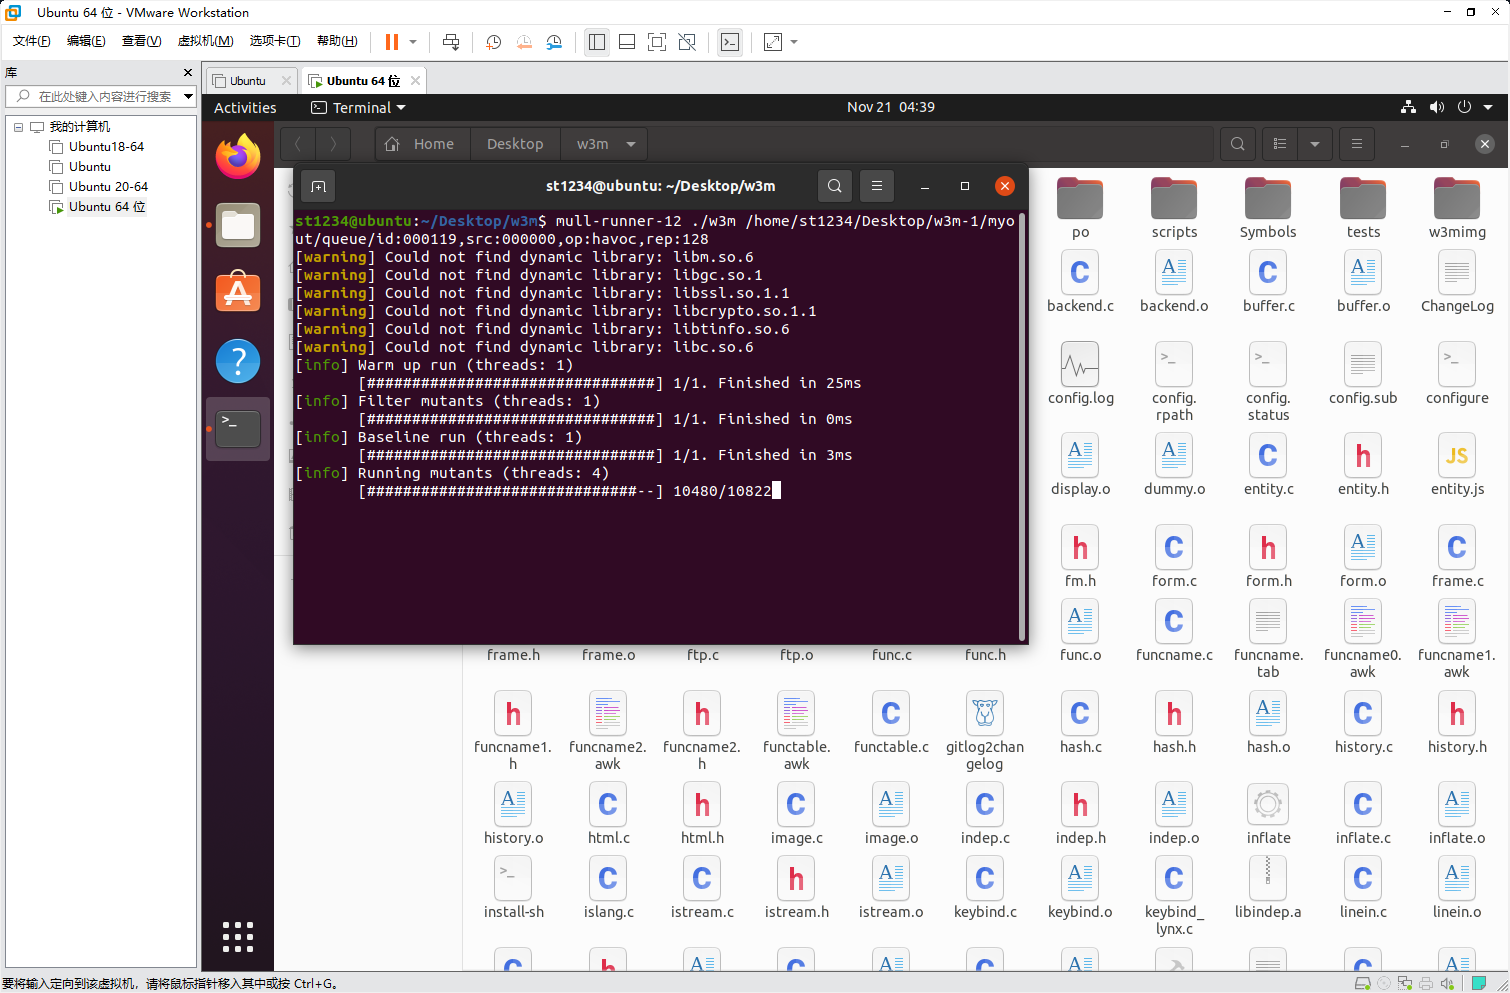 Ubuntu 64 位 - VMware Workstation
文件(F) 编辑(E) 查看(V) 虚拟机(M) 选项卡(T) 帮助(H)
库
在此处键入内容进行搜索
我的计算机
Ubuntu18-64
Ubuntu
Ubuntu 20-64
Ubuntu 64 位
Ubuntu
Ubuntu 64 位
Activities
Terminal
Nov 21 04:39
Home Desktop w3m
st1234@ubuntu: ~/Desktop/w3m
st1234@ubuntu:~/Desktop/w3m$ mull-runner-12 ./w3m /home/st1234/Desktop/w3m-1/myo
ut/queue/id:000119,src:000000,op:havoc,rep:128
[warning] Could not find dynamic library: libm.so.6
[warning] Could not find dynamic library: libgc.so.1
[warning] Could not find dynamic library: libssl.so.1.1
[warning] Could not find dynamic library: libcrypto.so.1.1
[warning] Could not find dynamic library: libtinfo.so.6
[warning] Could not find dynamic library: libc.so.6
[info] Warm up run (threads: 1)
[################################] 1/1. Finished in 25ms
[info] Filter mutants (threads: 1)
[################################] 1/1. Finished in 0ms
[info] Baseline run (threads: 1)
[################################] 1/1. Finished in 3ms
[info] Running mutants (threads: 4)
[##############################--] 10480/10822
po scripts Symbols tests w3mimg
backend.c backend.o buffer.c buffer.o ChangeLog
config.log config. config. config.sub configure
rpath status
display.o dummy.o entity.c entity.h entity.js
fm.h form.c form.h form.o frame.c
frame.h frame.o ftp.c ftp.o func.c func.h func.o funcname.c funcname. funcname0. funcname1.
tab awk awk
funcname1. funcname2. funcname2. functable. functable.c gitlog2chan hash.c hash.h hash.o history.c history.h
h awk h awk gelog
history.o html.c html.h image.c image.o indep.c indep.h indep.o inflate inflate.c inflate.o
install-sh islang.c istream.c istream.h istream.o keybind.c keybind.o keybind_ libindep.a linein.c linein.o
lynx.c
要将输入定向到该虚拟机，请将鼠标指针移入其中或按 Ctrl+G。